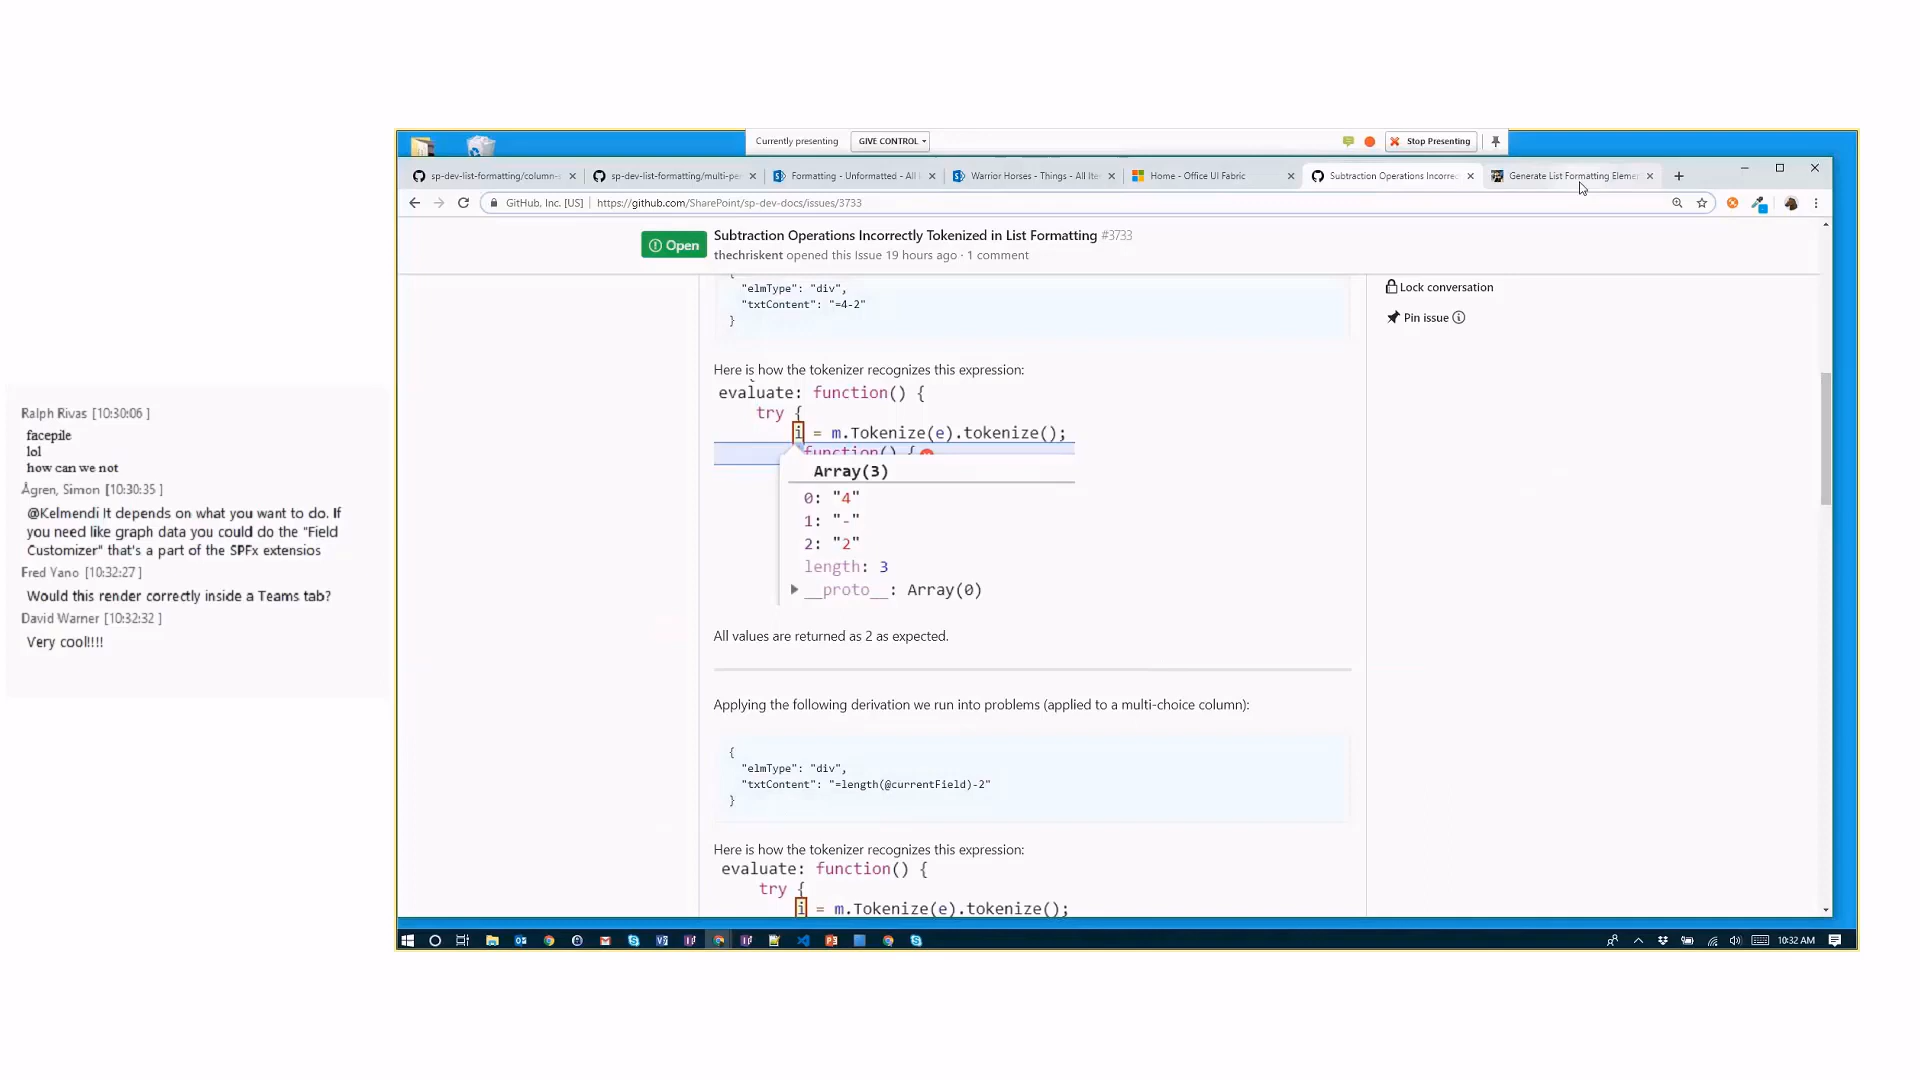 Currently presenting
GIVE CONTROL
Stop Presenting
sp-dev-list-formatting/column-
sp-dev-list-formatting/multi-pe
Formatting - Unformatted - All
Warrior Horses - Things - All Ite
Home - Office UI Fabric
Subtraction Operations Incorrec
Generate List Formatting Eleme
GitHub, Inc. [US]
https://github.com/SharePoint/sp-dev-docs/issues/3733
Open
Subtraction Operations Incorrectly Tokenized in List Formatting #3733
thechriskent opened this Issue 19 hours ago · 1 comment
Lock conversation
Pin issue
{
"elmType": "div",
"txtContent": "=4-2"
}
Here is how the tokenizer recognizes this expression:
evaluate: function() {
try {
i = m.Tokenize(e).tokenize();
function() {
Array(3)
0: "4"
1: "-"
2: "2"
length: 3
__proto__: Array(0)
All values are returned as 2 as expected.
Applying the following derivation we run into problems (applied to a multi-choice column):
{
"elmType": "div",
"txtContent": "=length(@currentField)-2"
}
Here is how the tokenizer recognizes this expression:
evaluate: function() {
try {
i = m.Tokenize(e).tokenize();
10:32 AM
Ralph Rivas [10:30:06 ]
facepile
lol
how can we not
Ågren, Simon [10:30:35 ]
@Kelmendi It depends on what you want to do. If
you need like graph data you could do the "Field
Customizer" that's a part of the SPFx extensios
Fred Yano [10:32:27 ]
Would this render correctly inside a Teams tab?
David Warner [10:32:32 ]
Very cool!!!!